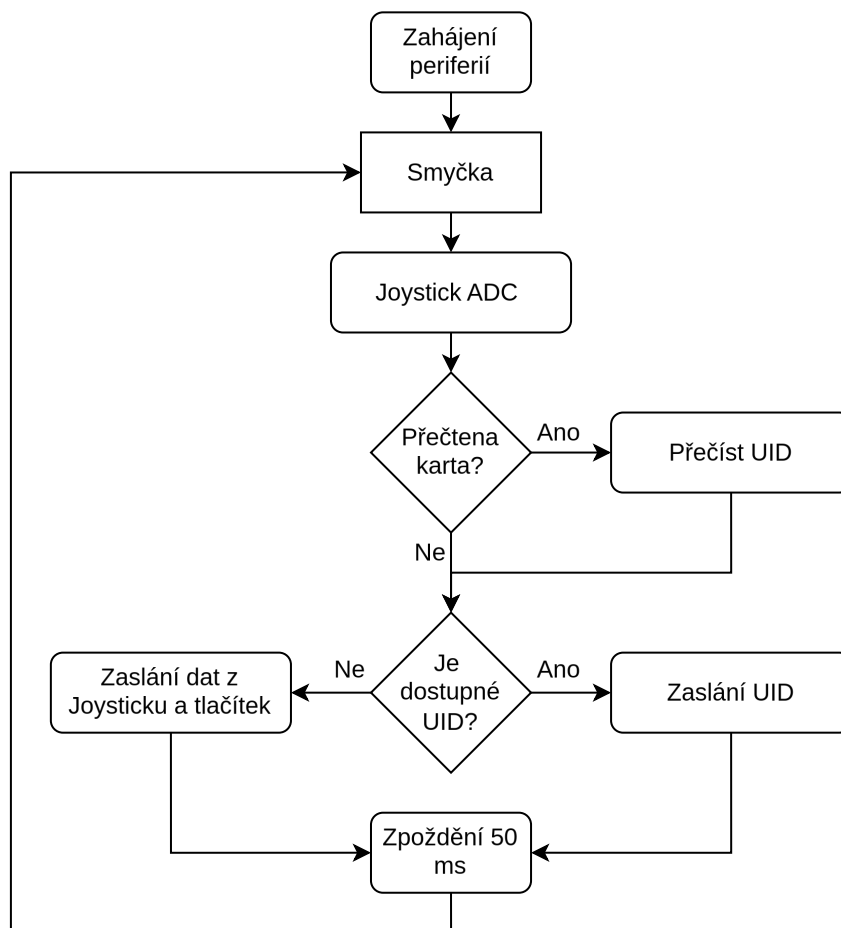 Zahájení
periferií
Smyčka
Joystick ADC
Přečtena
karta?
Ano
Přečíst UID
Ne
Zaslání dat z
Joysticku a tlačítek
Ne
Je
dostupné
UID?
Ano
Zaslání UID
Zpoždění 50
ms